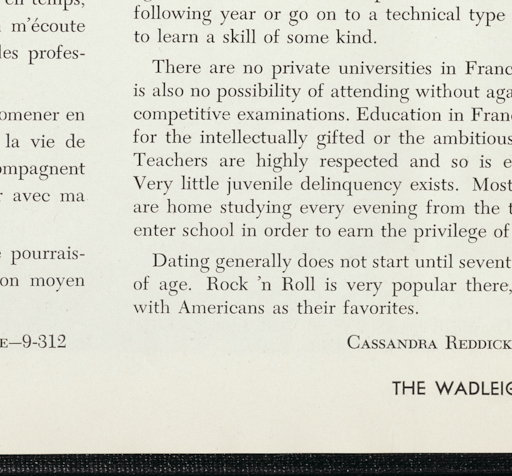 en temps,
m'écoute
les profes-
omener en
la vie de
ompagnent
avec ma
pourrais-
on moyen
E—9-312
following year or go on to a technical type
to learn a skill of some kind.
There are no private universities in Franc
is also no possibility of attending without aga
competitive examinations. Education in Fran
for the intellectually gifted or the ambitious
Teachers are highly respected and so is e
Very little juvenile delinquency exists. Most
are home studying every evening from the t
enter school in order to earn the privilege of
Dating generally does not start until sevent
of age. Rock 'n Roll is very popular there,
with Americans as their favorites.
CASSANDRA REDDICK
THE WADLEIG